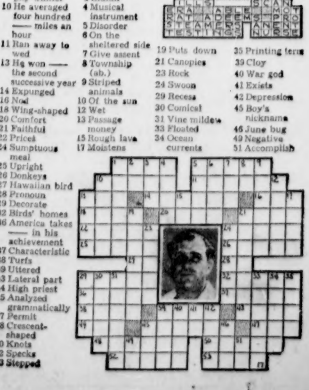 10 He averaged
four hundred
—— miles an
hour
11 Ran away to
wed
13 He won ——
the second
successive year
14 Expunged
16 Nod
18 Wing-shaped
20 Comfort
21 Faithful
22 Priced
24 Sumptuous
meal
25 Upright
26 Donkeys
27 Hawaiian bird
28 Pronoun
29 Decorate
32 Birds' homes
36 America takes
—— in his
achievement
37 Characteristic
38 Turfs
39 Uttered
43 Lateral part
44 High priest
45 Analyzed
grammatically
47 Permit
48 Crescent-
shaped
50 Knots
52 Specks
53 Stepped
4 Musical
instrument
5 Disorder
6 On the
sheltered side
7 Give assent
8 Township
(ab.)
9 Striped
animals
10 Of the sun
12 Wet
13 Passage
money
15 Rough lava
17 Moistens
19 Puts down
21 Canopies
23 Rock
24 Swoon
29 Recess
30 Comical
31 Vine mildew
33 Floated
34 Ocean
currents
35 Printing term
39 Cloy
40 War god
41 Exists
42 Depression
45 Boy's
nickname
46 June bug
49 Negative
51 Accomplish